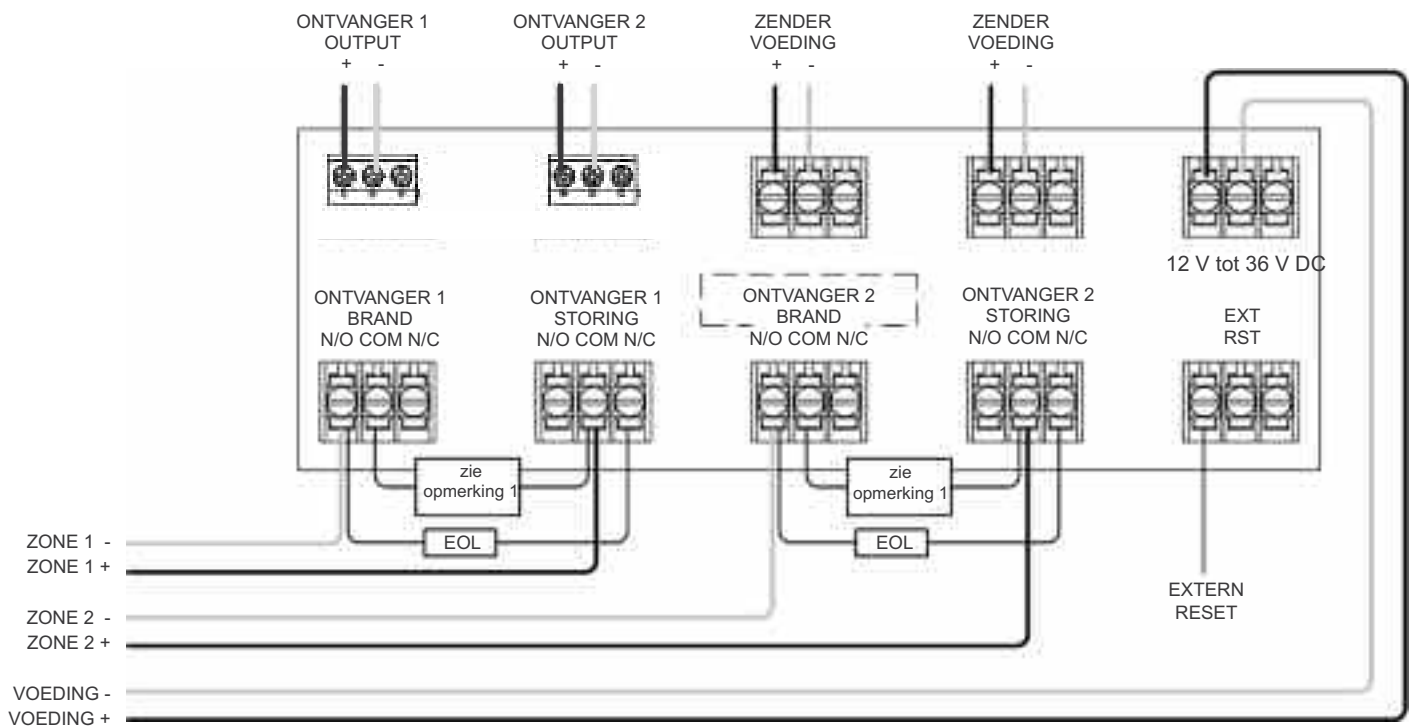 ONTVANGER 1
OUTPUT
+ -
ONTVANGER 2
OUTPUT
+ -
ZENDER
VOEDING
+ -
ZENDER
VOEDING
+ -
12 V tot 36 V DC
ONTVANGER 1
BRAND
N/O COM N/C
ONTVANGER 1
STORING
N/O COM N/C
ONTVANGER 2
BRAND
N/O COM N/C
ONTVANGER 2
STORING
N/O COM N/C
EXT
RST
zie
opmerking 1
zie
opmerking 1
EOL
EOL
ZONE 1 -
ZONE 1 +
ZONE 2 -
ZONE 2 +
EXTERN
RESET
VOEDING -
VOEDING +